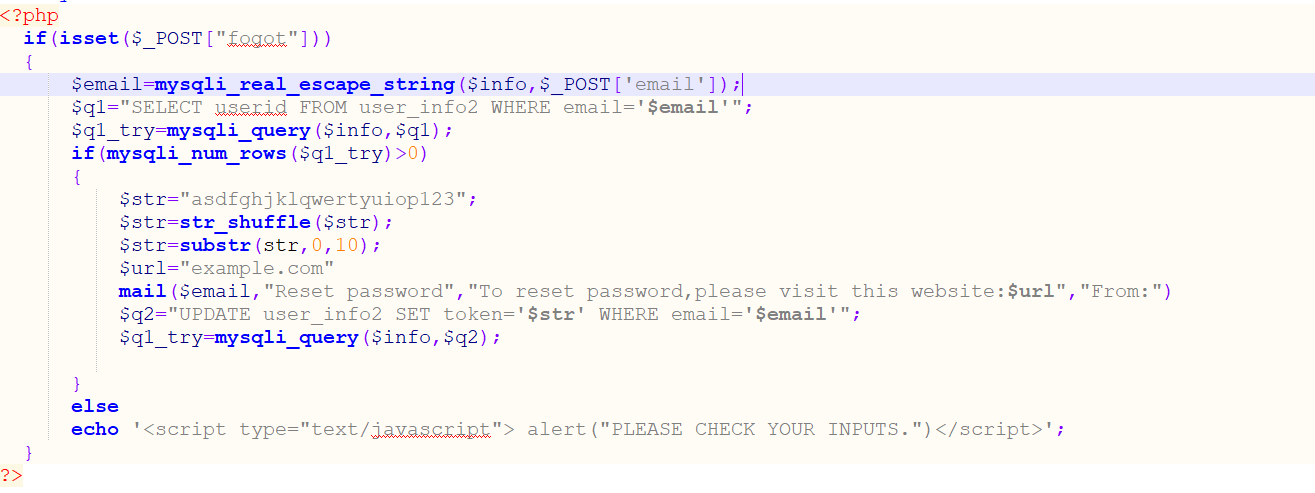 <?php
if(isset($_POST["fogot"]))
{
$email=mysqli_real_escape_string($info,$_POST['email']);
$q1="SELECT userid FROM user_info2 WHERE email='$email'";
$q1_try=mysqli_query($info,$q1);
if(mysqli_num_rows($q1_try)>0)
{
$str="asdfghjklqwertyuiop123";
$str=str_shuffle($str);
$str=substr(str,0,10);
$url="example.com"
mail($email,"Reset password","To reset password,please visit this website:$url","From:")
$q2="UPDATE user_info2 SET token='$str' WHERE email='$email'";
$q1_try=mysqli_query($info,$q2);
}
else
echo '<script type="text/javascript"> alert("PLEASE CHECK YOUR INPUTS.")</script>';
}
?>